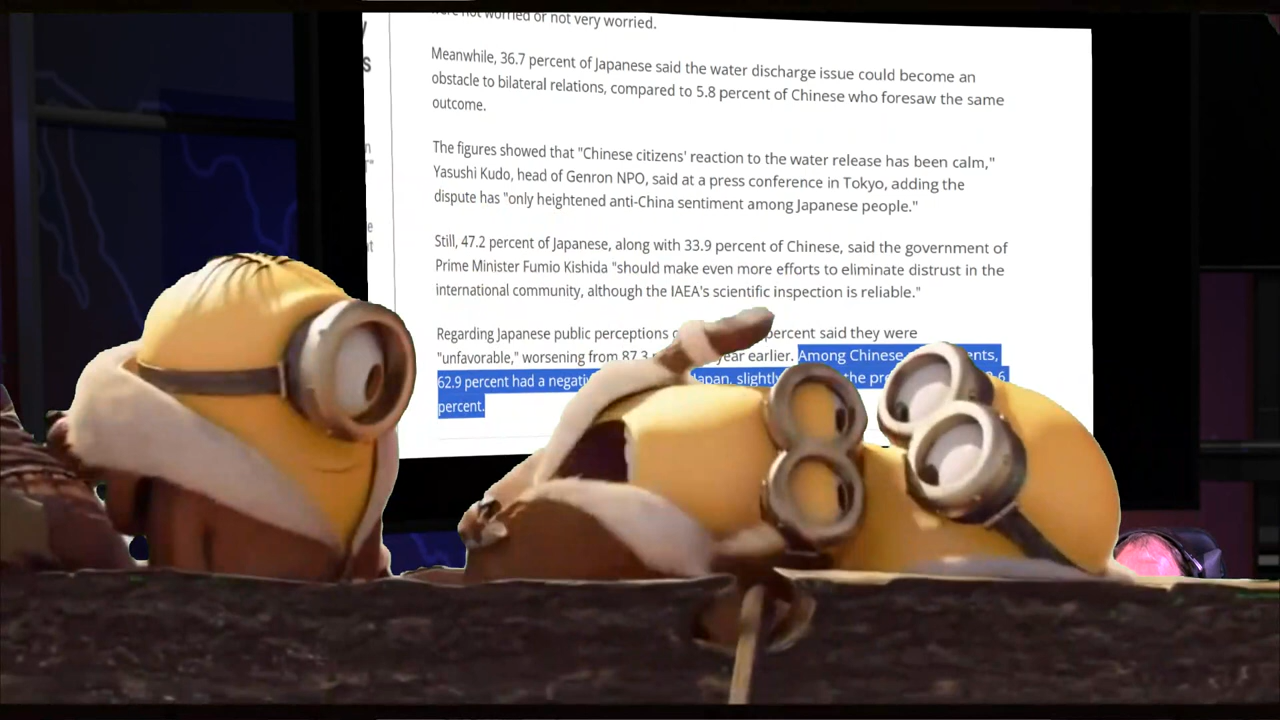 were not worried or not very worried.
Meanwhile, 36.7 percent of Japanese said the water discharge issue could become an
obstacle to bilateral relations, compared to 5.8 percent of Chinese who foresaw the same
outcome.
The figures showed that "Chinese citizens' reaction to the water release has been calm,"
Yasushi Kudo, head of Genron NPO, said at a press conference in Tokyo, adding the
dispute has "only heightened anti-China sentiment among Japanese people."
Still, 47.2 percent of Japanese, along with 33.9 percent of Chinese, said the government of
Prime Minister Fumio Kishida "should make even more efforts to eliminate distrust in the
international community, although the IAEA's scientific inspection is reliable."
Regarding Japanese public perceptions percent said they were
"unfavorable," worsening from 87.3 year earlier. Among Chinese
62.9 percent had a Japan, slightly the
percent.